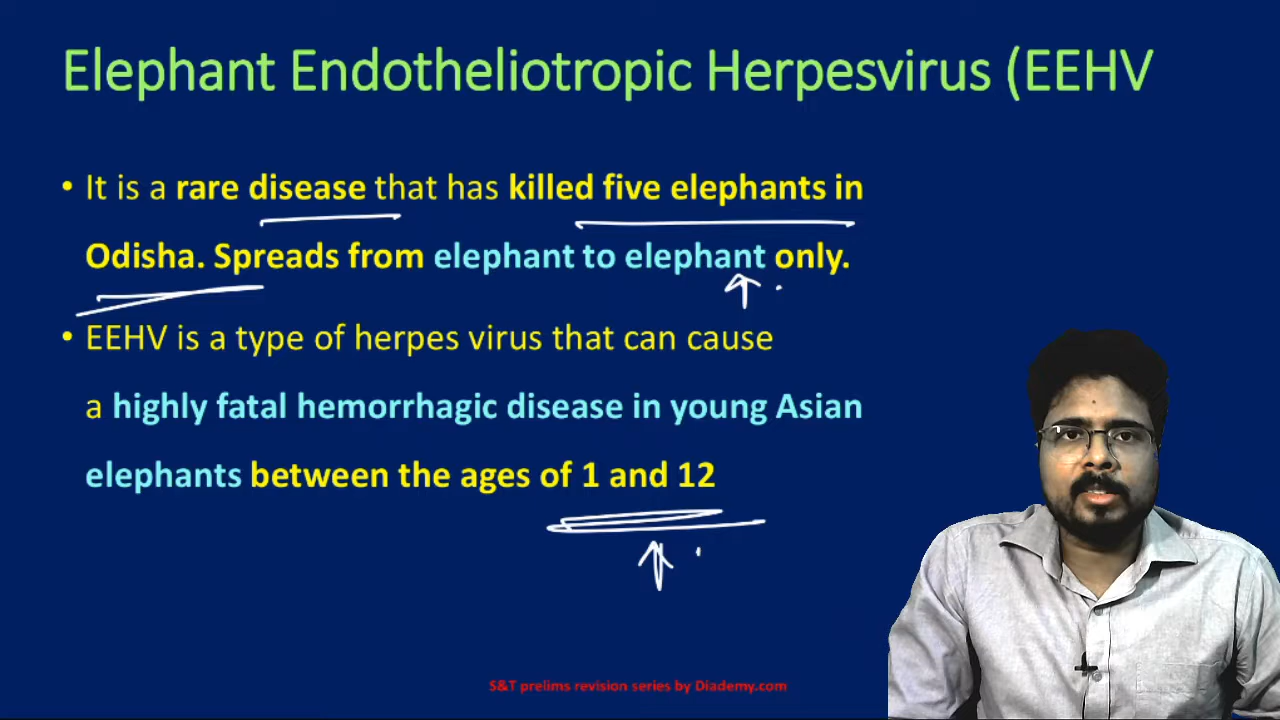 Elephant Endotheliotropic Herpesvirus (EEHV
• It is a rare disease that has killed five elephants in
Odisha. Spreads from elephant to elephant only.
• EEHV is a type of herpes virus that can cause
a highly fatal hemorrhagic disease in young Asian
elephants between the ages of 1 and 12
S&T prelims revision series by Diademy.com